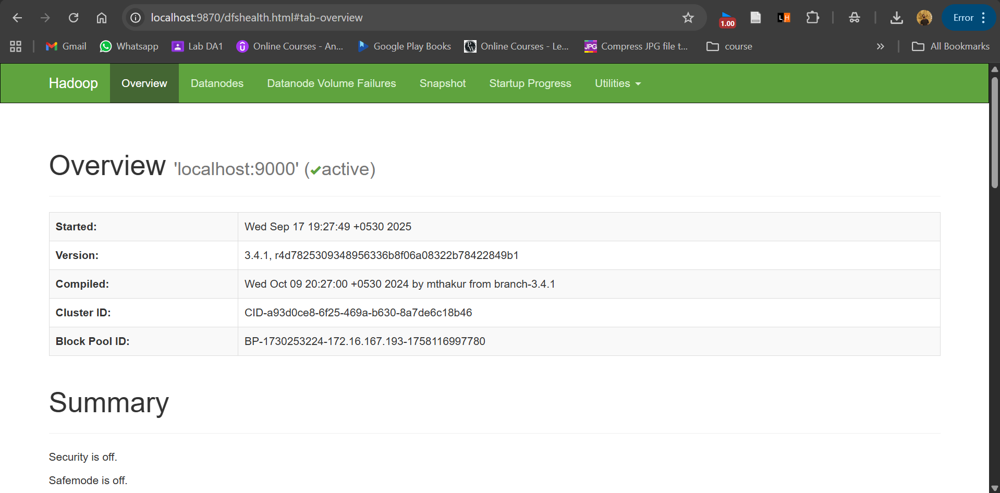 localhost:9870/dfshealth.html#tab-overview
1.00
L H
Error
Gmail
Whatsapp
Lab DA1
Online Courses - An...
Google Play Books
Online Courses - Le...
JPG
Compress JPG file t...
course
All Bookmarks
Hadoop
Overview
Datanodes
Datanode Volume Failures
Snapshot
Startup Progress
Utilities
Overview 'localhost:9000' (✔active)
Started: Wed Sep 17 19:27:49 +0530 2025
Version: 3.4.1, r4d7825309348956336b8f06a08322b78422849b1
Compiled: Wed Oct 09 20:27:00 +0530 2024 by mthakur from branch-3.4.1
Cluster ID: CID-a93d0ce8-6f25-469a-b630-8a7de6c18b46
Block Pool ID: BP-1730253224-172.16.167.193-1758116997780
Summary
Security is off.
Safemode is off.